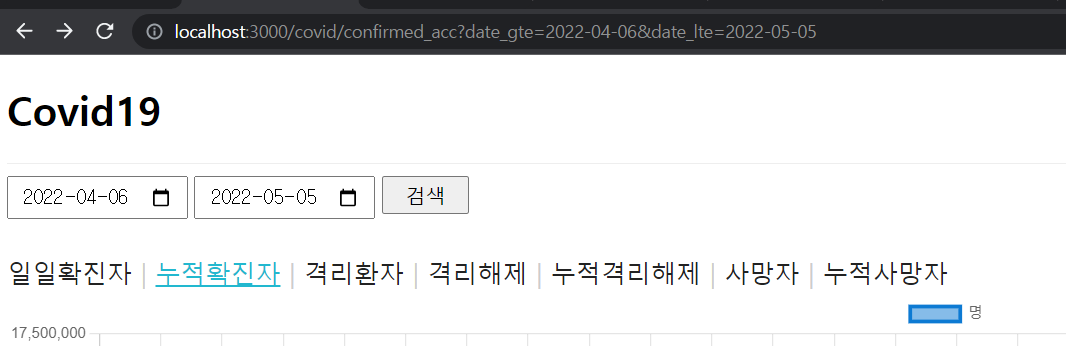 localhost:3000/covid/confirmed_acc?date_gte=2022-04-06&date_lte=2022-05-05
Covid19
2022-04-06 2022-05-05 검색
일일확진자 | 누적확진자 | 격리환자 | 격리해제 | 누적격리해제 | 사망자 | 누적사망자
명
17,500,000